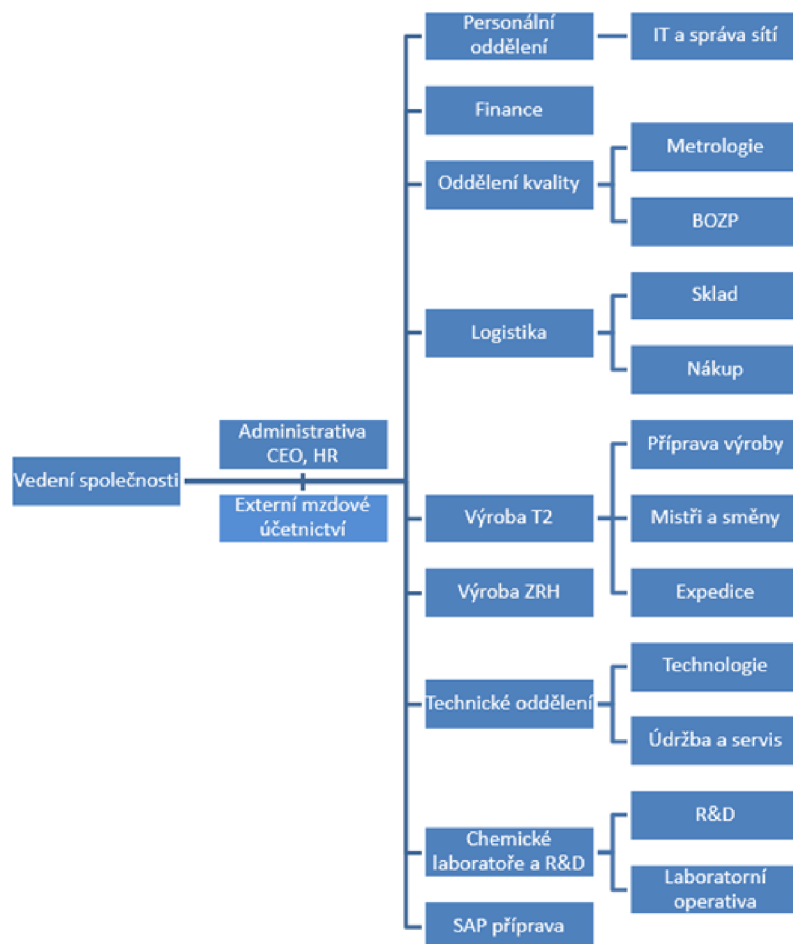 Personální
oddělení
IT a správa sítí
Finance
Oddělení kvality
Metrologie
BOZP
Logistika
Sklad
Nákup
Vedení společnosti
Administrativa
CEO, HR
Externí mzdové
účetnictví
Výroba T2
Příprava výroby
Mistři a směny
Expedice
Výroba ZRH
Technické oddělení
Technologie
Údržba a servis
Chemické
laboratoře a R&D
R&D
Laboratorní
operativa
SAP příprava